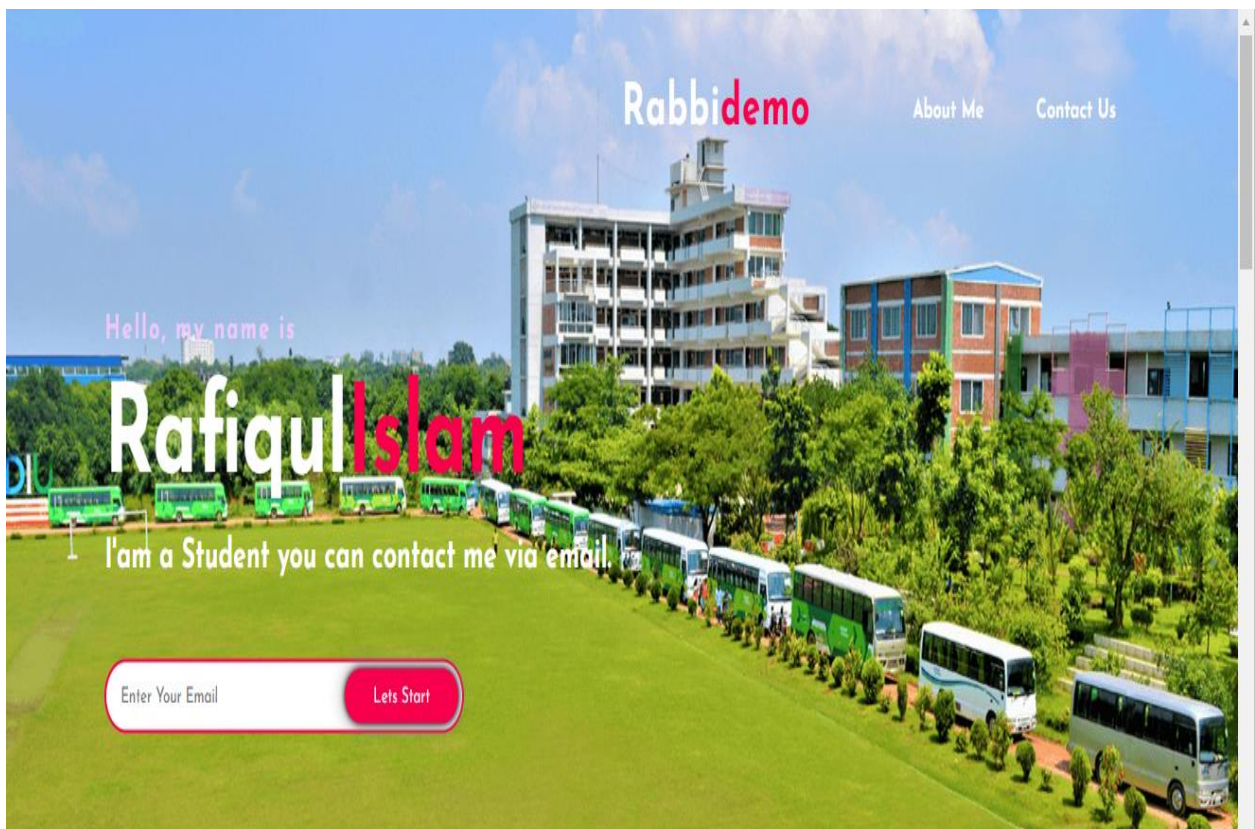 Rabbidemo
About Me
Contact Us
Hello, my name is
RafiqulIslam
DIU
I'am a Student you can contact me via email.
Enter Your Email
Lets Start